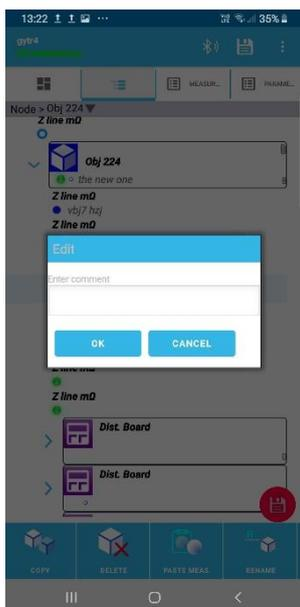 13:22 35%
gytr4
MEASUR... PARAME...
Node > Obj 224
Z line mΩ
Obj 224
the new one
Z line mΩ
vbj7 hzj
Z line mΩ
Edit
Enter comment
OK CANCEL
Z line mΩ
Z line mΩ
Dist. Board
Dist. Board
COPY DELETE PASTE MEAS. RENAME